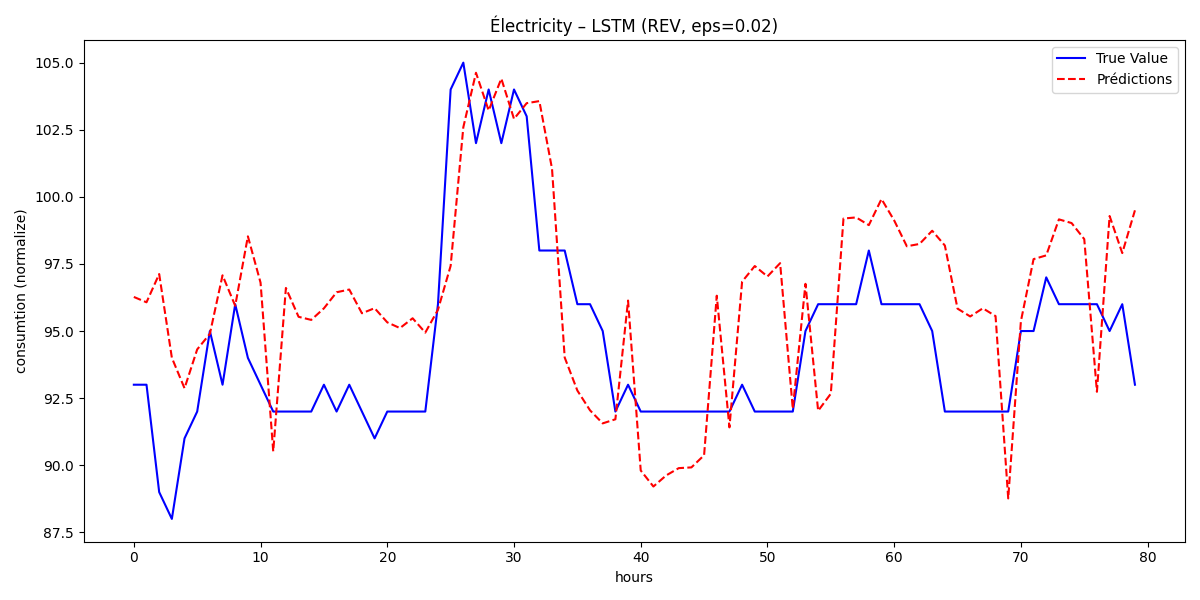 Électricity – LSTM (REV, eps=0.02)
True Value
Prédictions
consumtion (normalize)
105.0
102.5
100.0
97.5
95.0
92.5
90.0
87.5
0 10 20 30 40 50 60 70 80
hours